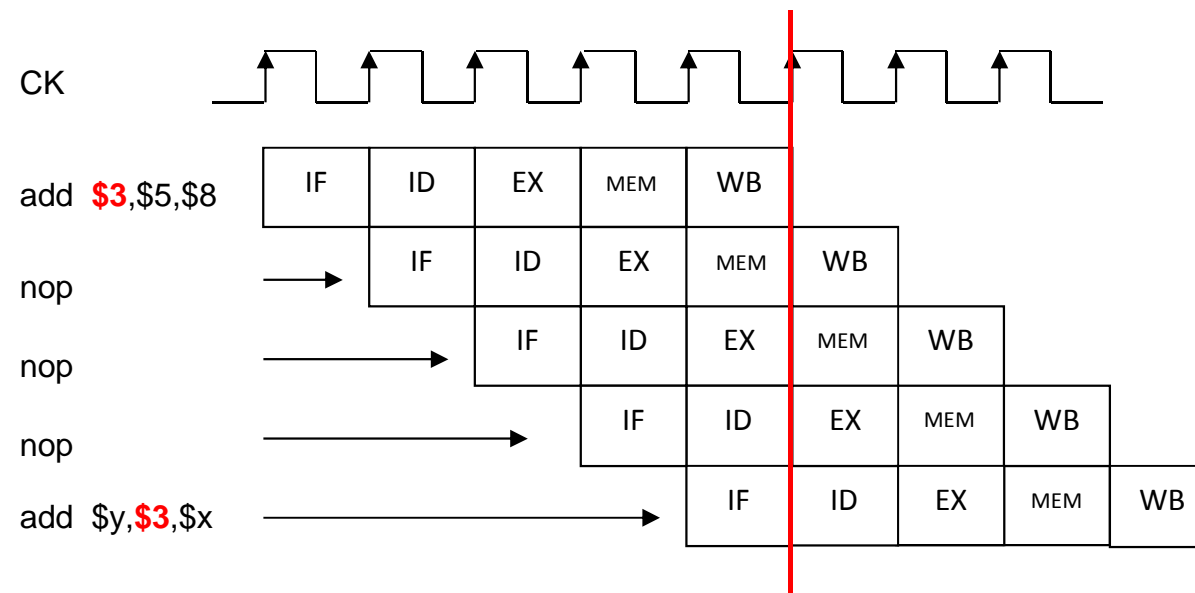 CK
add $3,$5,$8 IF ID EX MEM WB
nop IF ID EX MEM WB
nop IF ID EX MEM WB
nop IF ID EX MEM WB
add $y,$3,$x IF ID EX MEM WB